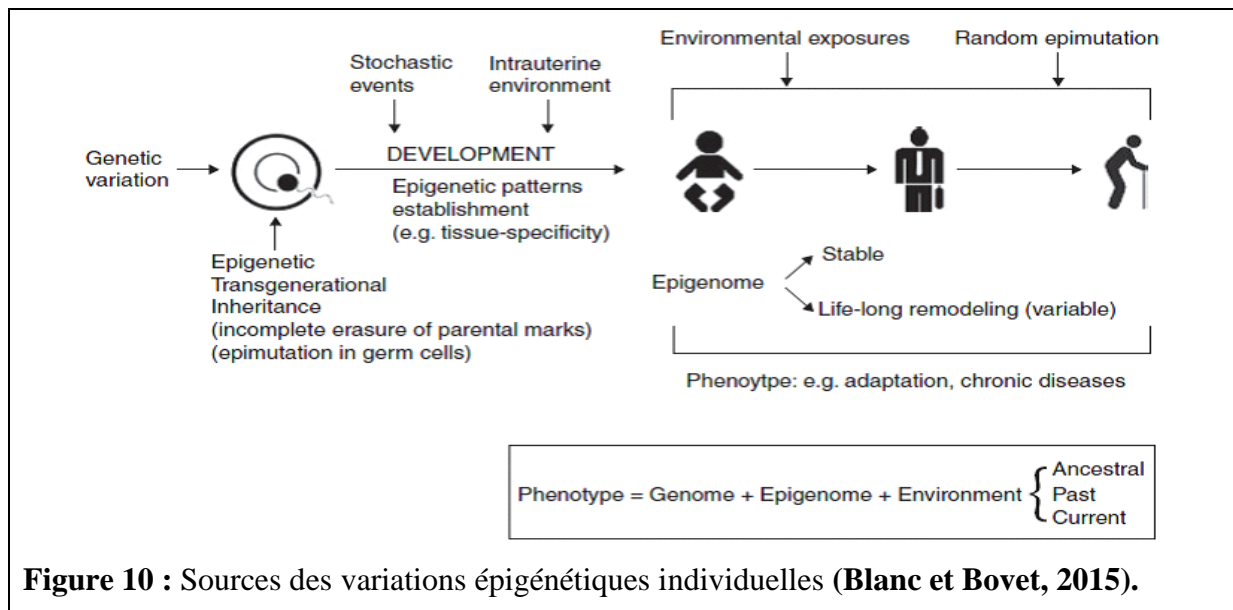 Environmental exposures
Random epimutation
Stochastic
events
Intrauterine
environment
Genetic
variation
DEVELOPMENT
Epigenetic patterns
establishment
(e.g. tissue-specificity)
Epigenetic
Transgenerational
Inheritance
(incomplete erasure of parental marks)
(epimutation in germ cells)
Epigenome
Stable
Life-long remodeling (variable)
Phenoytpe: e.g. adaptation, chronic diseases
Phenotype = Genome + Epigenome + Environment {
Ancestral
Past
Current
Figure 10 : Sources des variations épigénétiques individuelles (Blanc et Bovet, 2015).